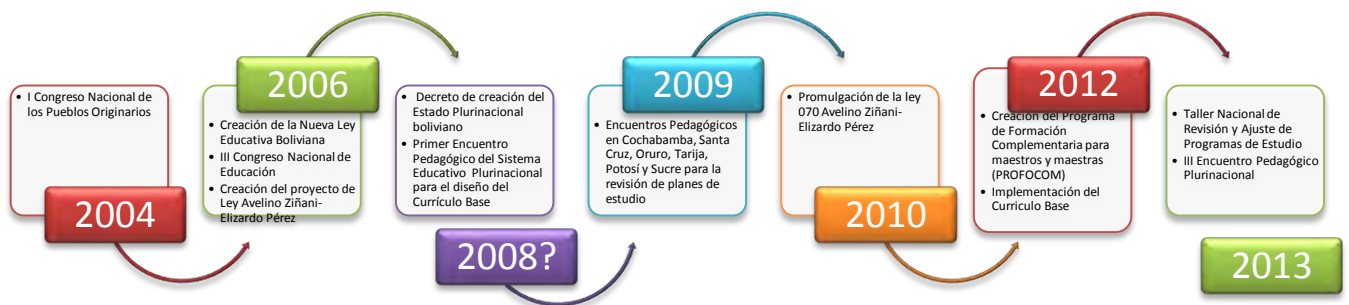 • I Congreso Nacional de
los Pueblos Originarios
2004
2006
• Creación de la Nueva Ley
Educativa Boliviana
• III Congreso Nacional de
Educación
• Creación del proyecto de
Ley Avelino Ziñani-
Elizardo Pérez
• Decreto de creación del
Estado Plurinacional
boliviano
• Primer Encuentro
Pedagógico del Sistema
Educativo Plurinacional
para el diseño del
Currículo Base
2008?
2009
• Encuentros Pedagógicos
en Cochabamba, Santa
Cruz, Oruro, Tarija,
Potosí y Sucre para la
revisión de planes de
estudio
• Promulgación de la ley
070 Avelino Ziñani-
Elizardo Pérez
2010
2012
• Creación del Programa
de Formación
Complementaria para
maestros y maestras
(PROFOCOM)
• Implementación del
Curriculo Base
• Taller Nacional de
Revisión y Ajuste de
Programas de Estudio
• III Encuentro Pedagógico
Plurinacional
2013